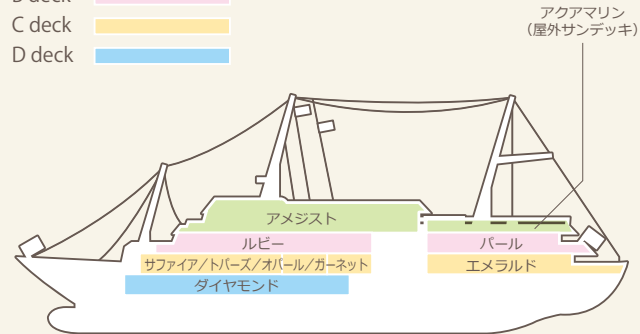 B deck
C deck
D deck
アクアマリン
（屋外サンデッキ）
アメジスト
ルビー
パール
サファイア／トパーズ／オパール／ガーネット
エメラルド
ダイヤモンド